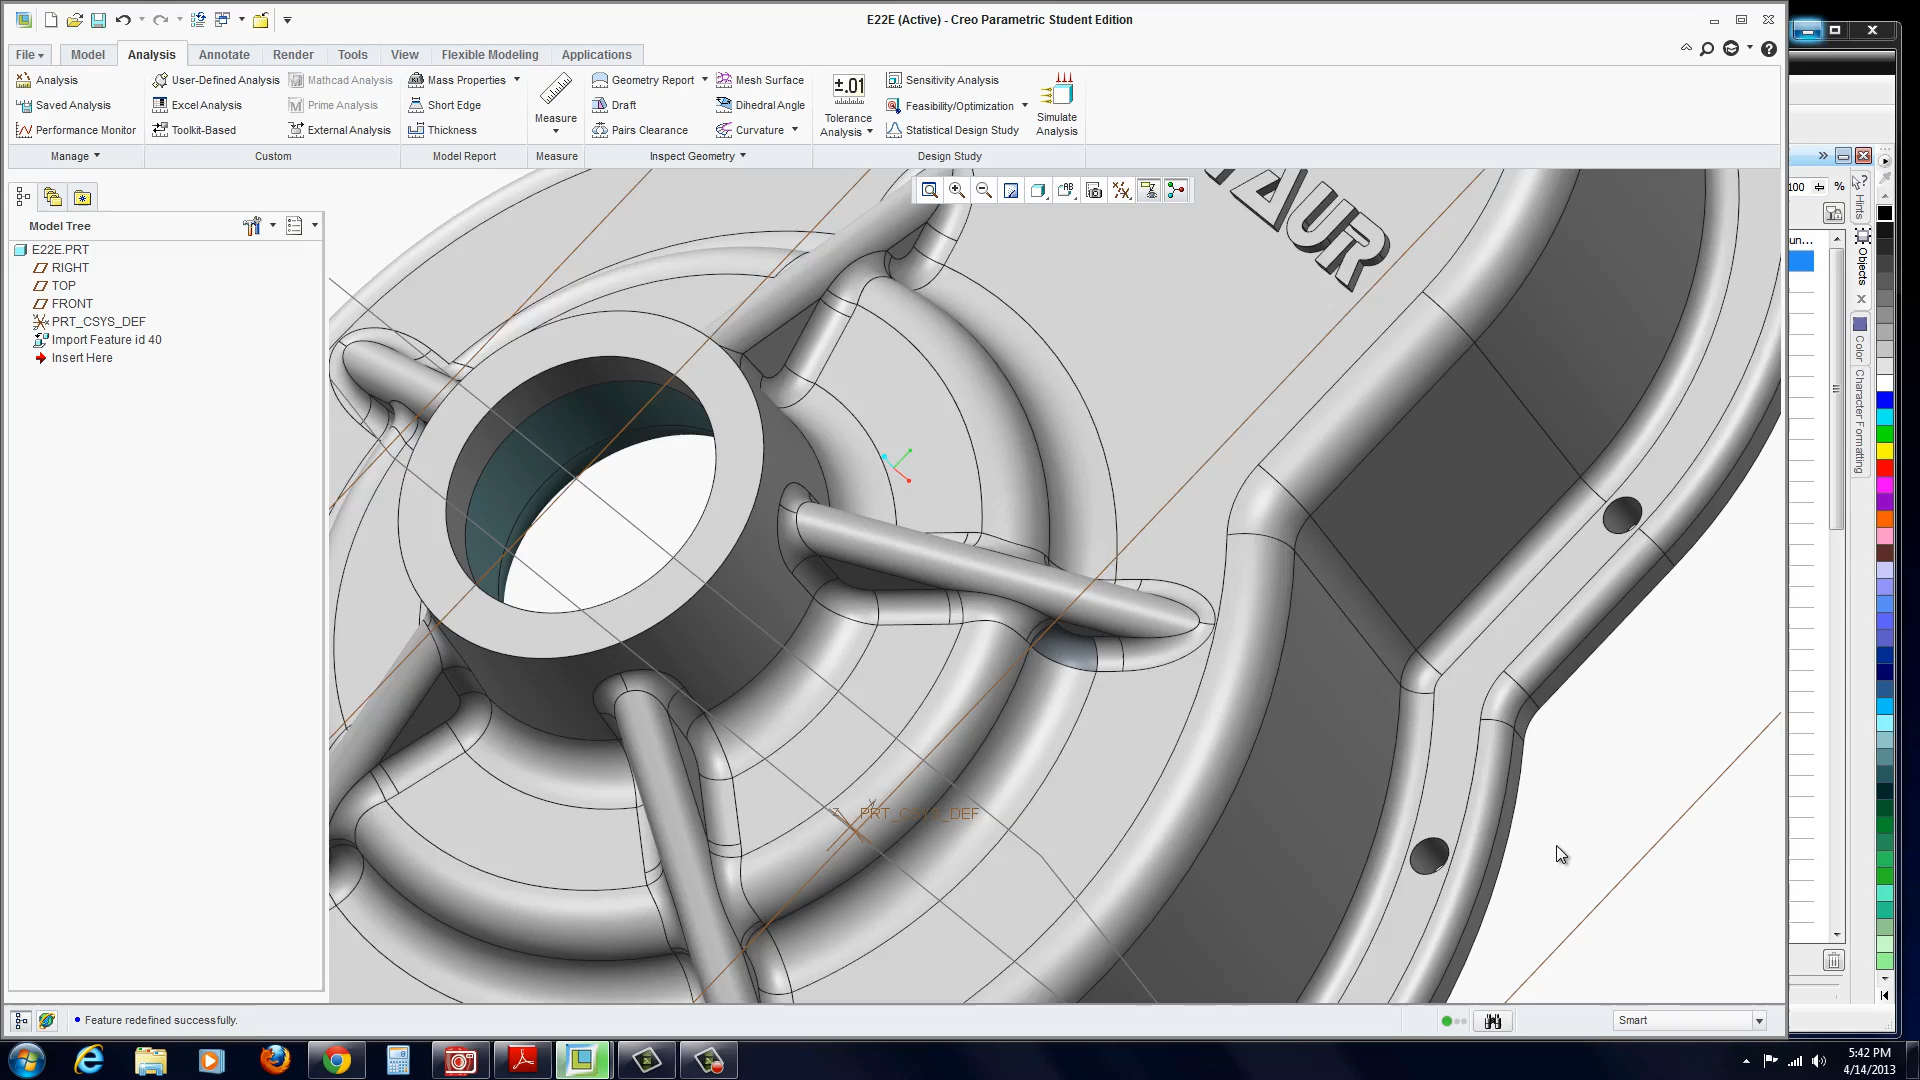 E22E (Active) - Creo Parametric Student Edition
File
Model
Analysis
Annotate
Render
Tools
View
Flexible Modeling
Applications
Analysis
User-Defined Analysis
Mathcad Analysis
Mass Properties
Geometry Report
Mesh Surface
Sensitivity Analysis
Saved Analysis
Excel Analysis
Prime Analysis
Short Edge
Draft
Dihedral Angle
Feasibility/Optimization
Performance Monitor
Toolkit-Based
External Analysis
Thickness
Measure
Pairs Clearance
Curvature
±.01
Tolerance
Analysis
Statistical Design Study
Simulate
Analysis
Manage
Custom
Model Report
Measure
Inspect Geometry
Design Study
100
%
Hints
Objects
Color
Character Formatting
un...
Model Tree
E22E.PRT
RIGHT
TOP
FRONT
PRT_CSYS_DEF
Import Feature id 40
Insert Here
AUR
PRT_CSYS_DEF
Feature redefined successfully.
Smart
5:42 PM
4/14/2013